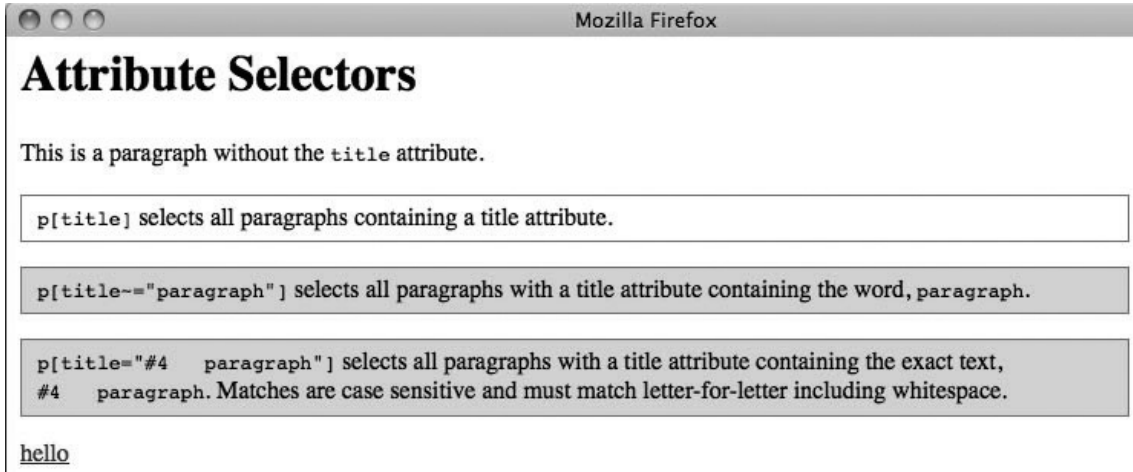 Mozilla Firefox
Attribute Selectors
This is a paragraph without the title attribute.
p[title] selects all paragraphs containing a title attribute.
p[title~="paragraph"] selects all paragraphs with a title attribute containing the word, paragraph.
p[title="#4   paragraph"] selects all paragraphs with a title attribute containing the exact text,
#4   paragraph. Matches are case sensitive and must match letter-for-letter including whitespace.
hello